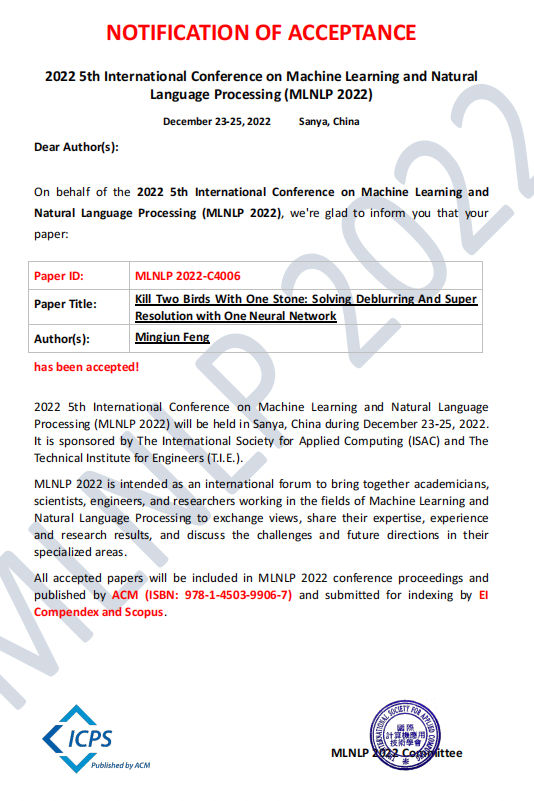 NOTIFICATION OF ACCEPTANCE
2022 5th International Conference on Machine Learning and Natural
Language Processing (MLNLP 2022)
December 23-25, 2022 Sanya, China
Dear Author(s):
On behalf of the 2022 5th International Conference on Machine Learning and
Natural Language Processing (MLNLP 2022), we're glad to inform you that your
paper:
Paper ID: MLNLP 2022-C4006
Paper Title: Kill Two Birds With One Stone: Solving Deblurring And Super
Resolution with One Neural Network
Author(s): Mingjun Feng
has been accepted!
2022 5th International Conference on Machine Learning and Natural Language
Processing (MLNLP 2022) will be held in Sanya, China during December 23-25, 2022.
It is sponsored by The International Society for Applied Computing (ISAC) and The
Technical Institute for Engineers (T.I.E.).
MLNLP 2022 is intended as an international forum to bring together academicians,
scientists, engineers, and researchers working in the fields of Machine Learning and
Natural Language Processing to exchange views, share their expertise, experience
and research results, and discuss the challenges and future directions in their
specialized areas.
All accepted papers will be included in MLNLP 2022 conference proceedings and
published by ACM (ISBN: 978-1-4503-9906-7) and submitted for indexing by EI
Compendex and Scopus.
MLNLP 2022
ICPS
Published by ACM
INTERNATIONAL SOCIETY FOR APPLIED COMPUTING
國際
計算機應用
技術學會
MLNLP 2022 Committee